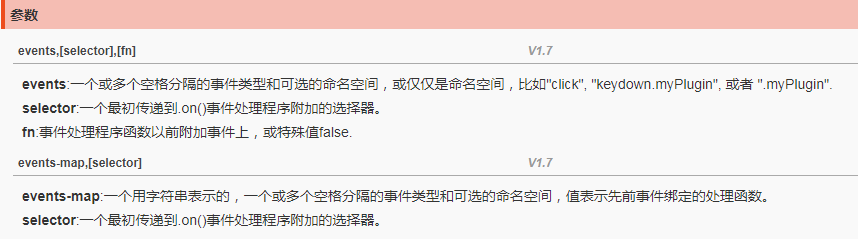 参数
events,[selector],[fn] V1.7
events:一个或多个空格分隔的事件类型和可选的命名空间，或仅仅是命名空间，比如"click", "keydown.myPlugin", 或者 ".myPlugin".
selector:一个最初传递到.on()事件处理程序附加的选择器。
fn:事件处理程序函数以前附加事件上，或特殊值false.
events-map,[selector] V1.7
events-map:一个用字符串表示的，一个或多个空格分隔的事件类型和可选的命名空间，值表示先前事件绑定的处理函数。
selector:一个最初传递到.on()事件处理程序附加的选择器。